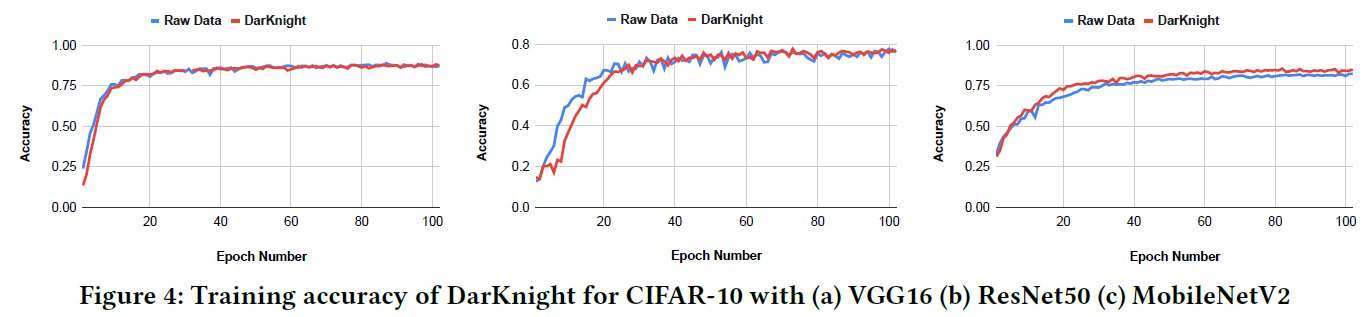 Raw Data DarKnight
1.00
0.75
0.50
0.25
0.00
20 40 60 80 100
Accuracy
Epoch Number
Raw Data DarKnight
0.8
0.6
0.4
0.2
0.0
20 40 60 80 100
Accuracy
Epoch Number
Raw Data DarKnight
1.00
0.75
0.50
0.25
0.00
20 40 60 80 100
Accuracy
Epoch Number
Figure 4: Training accuracy of DarKnight for CIFAR-10 with (a) VGG16 (b) ResNet50 (c) MobileNetV2